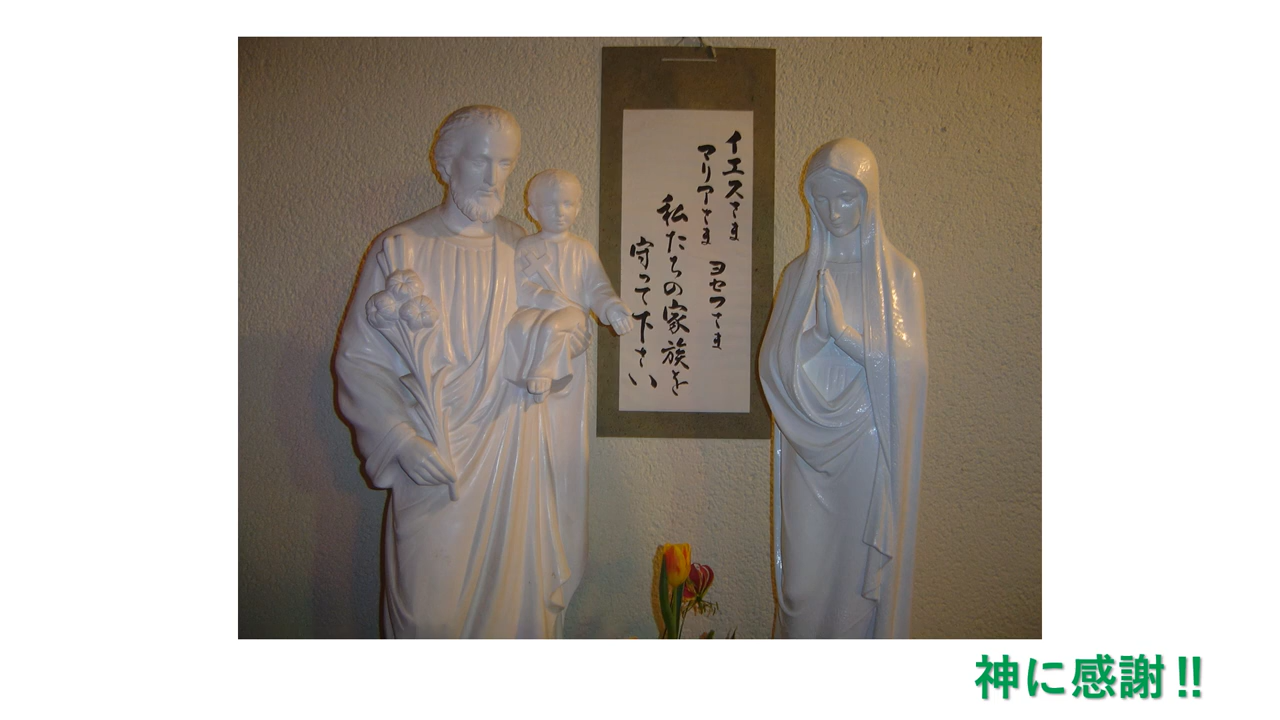 イエスさま
マリアさま ヨセフさま
私たちの家族を
守って下さい
神に感謝!!